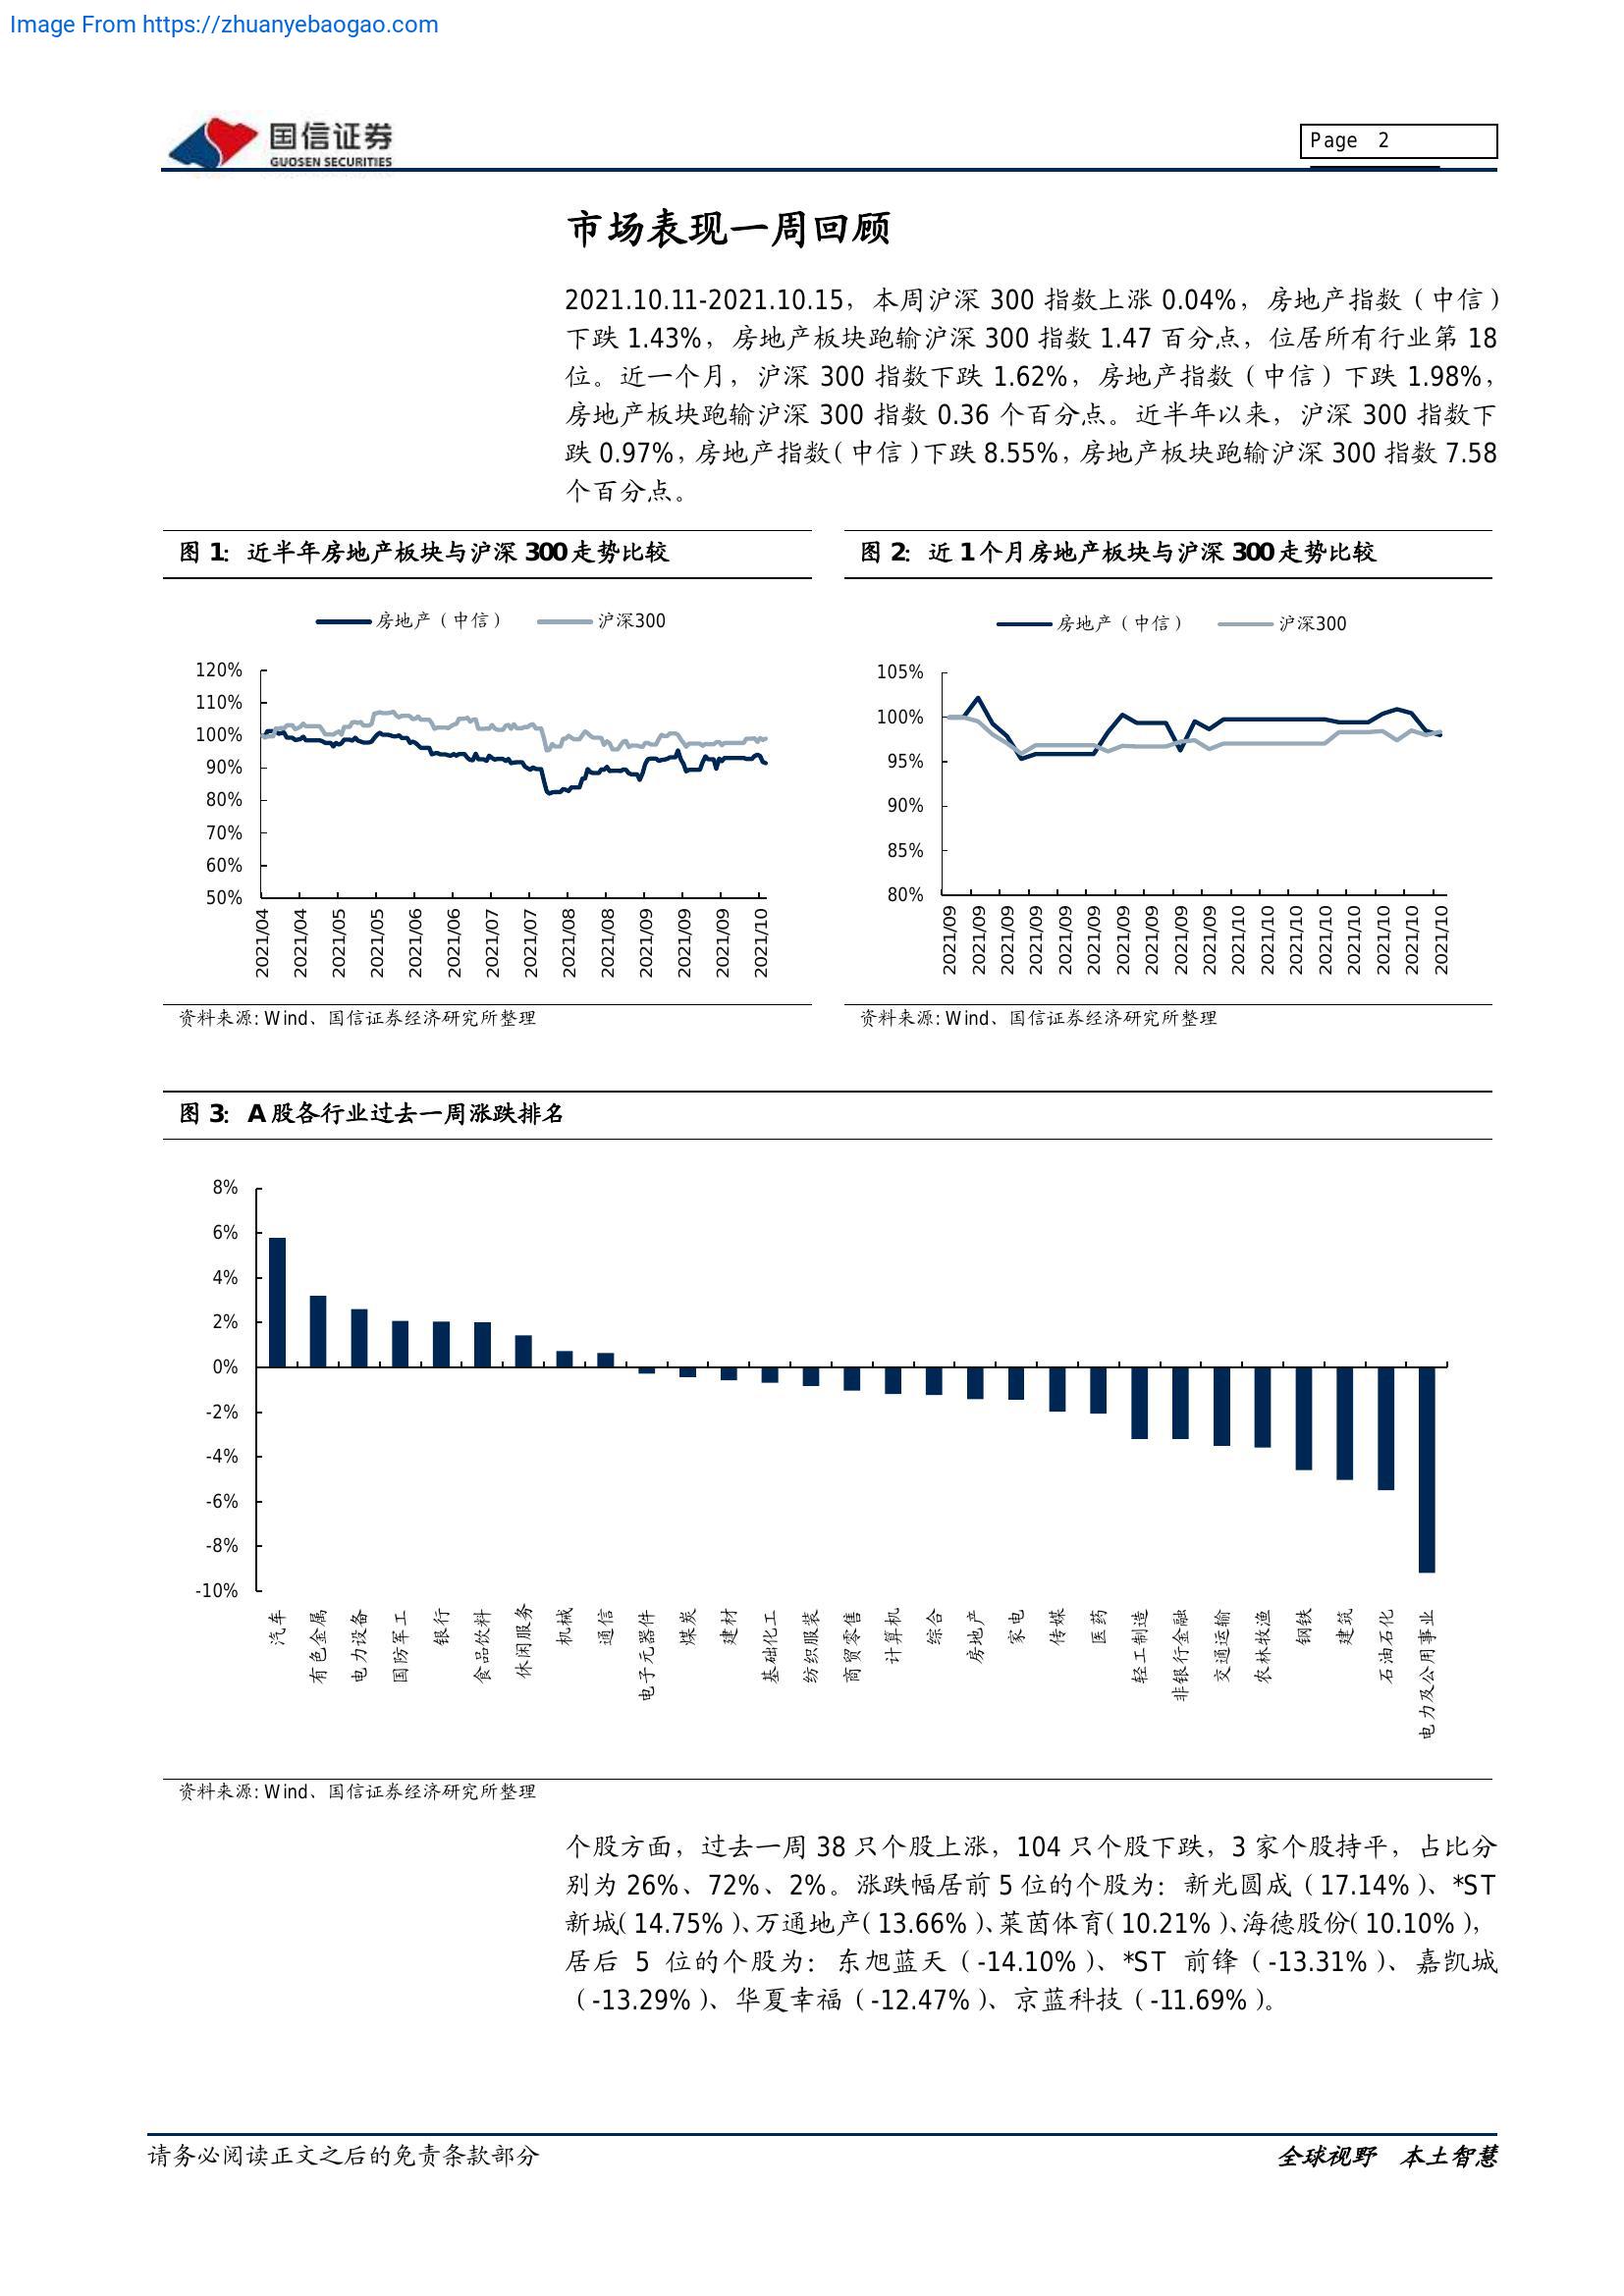 Image From https://zhuanyebaogao.com
国信证券
GUOSEN SECURITIES
Page 2
市场表现一周回顾
2021.10.11-2021.10.15，本周沪深 300 指数上涨 0.04%，房地产指数（中信）
下跌 1.43%，房地产板块跑输沪深 300 指数 1.47 百分点，位居所有行业第 18
位。近一个月，沪深 300 指数下跌 1.62%，房地产指数（中信）下跌 1.98%，
房地产板块跑输沪深 300 指数 0.36 个百分点。近半年以来，沪深 300 指数下
跌 0.97%，房地产指数（中信）下跌 8.55%，房地产板块跑输沪深 300 指数 7.58
个百分点。
图 1：近半年房地产板块与沪深 300 走势比较
房地产（中信） 沪深300
120%
110%
100%
90%
80%
70%
60%
50%
2021/04 2021/04 2021/05 2021/05 2021/06 2021/06 2021/07 2021/07 2021/08 2021/08 2021/09 2021/09 2021/09 2021/10
资料来源: Wind、国信证券经济研究所整理
图 2：近 1 个月房地产板块与沪深 300 走势比较
房地产（中信） 沪深300
105%
100%
95%
90%
85%
80%
2021/09 2021/09 2021/09 2021/09 2021/09 2021/09 2021/09 2021/09 2021/09 2021/09 2021/10 2021/10 2021/10 2021/10 2021/10 2021/10 2021/10 2021/10
资料来源: Wind、国信证券经济研究所整理
图 3：A 股各行业过去一周涨跌排名
8%
6%
4%
2%
0%
-2%
-4%
-6%
-8%
-10%
汽车 有色金属 电力设备 国防军工 银行 食品饮料 休闲服务 机械 通信 电子元器件 煤炭 建材 基础化工 纺织服装 商贸零售 计算机 综合 房地产 家电 传媒 医药 轻工制造 非银行金融 交通运输 农林牧渔 钢铁 建筑 石油石化 电力及公用事业
资料来源: Wind、国信证券经济研究所整理
个股方面，过去一周 38 只个股上涨，104 只个股下跌，3 家个股持平，占比分
别为 26%、72%、2%。涨跌幅居前 5 位的个股为：新光圆成（17.14%）、*ST
新城（14.75%）、万通地产（13.66%）、莱茵体育（10.21%）、海德股份（10.10%），
居后 5 位的个股为：东旭蓝天（-14.10%）、*ST 前锋（-13.31%）、嘉凯城
（-13.29%）、华夏幸福（-12.47%）、京蓝科技（-11.69%）。
请务必阅读正文之后的免责条款部分
全球视野 本土智慧